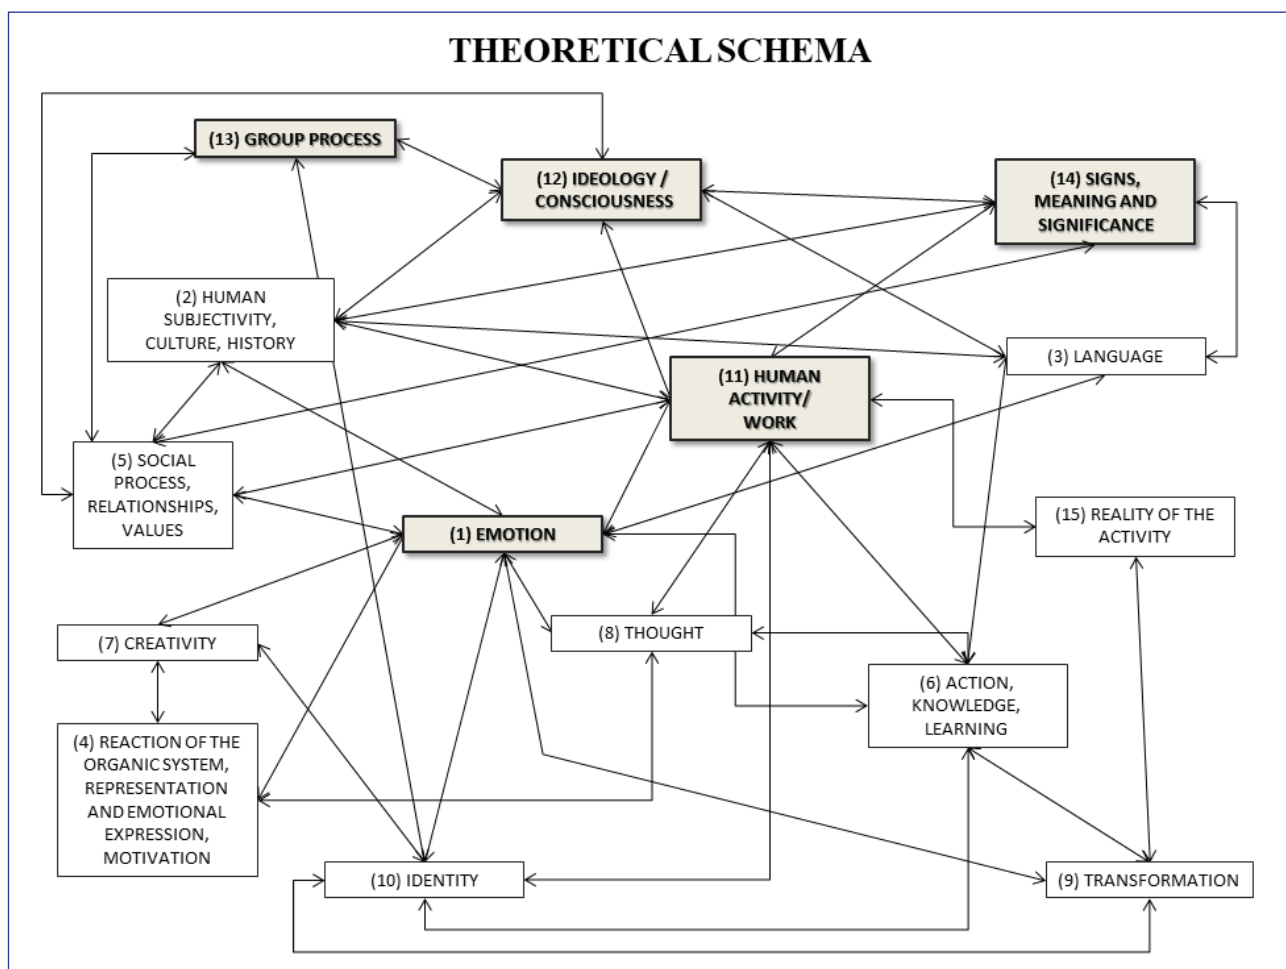 THEORETICAL SCHEMA
(13) GROUP PROCESS
(12) IDEOLOGY /
CONSCIOUSNESS
(14) SIGNS,
MEANING AND
SIGNIFICANCE
(2) HUMAN
SUBJECTIVITY,
CULTURE, HISTORY
(3) LANGUAGE
(11) HUMAN
ACTIVITY/
WORK
(5) SOCIAL
PROCESS,
RELATIONSHIPS,
VALUES
(1) EMOTION
(15) REALITY OF THE
ACTIVITY
(7) CREATIVITY
(8) THOUGHT
(6) ACTION,
KNOWLEDGE,
LEARNING
(4) REACTION OF THE
ORGANIC SYSTEM,
REPRESENTATION
AND EMOTIONAL
EXPRESSION,
MOTIVATION
(10) IDENTITY
(9) TRANSFORMATION